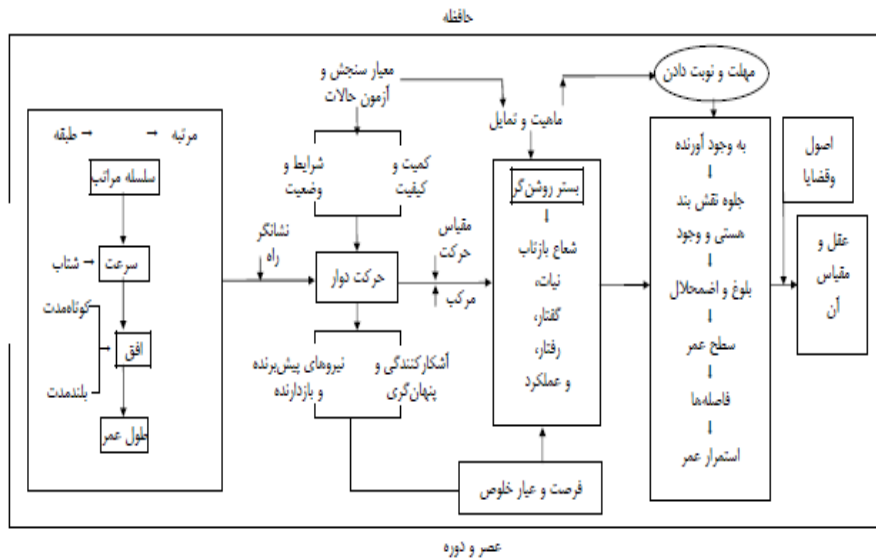 حافظه
معیار سنجش و
آزمون حالات
مهلت و نوبت دادن
ماهیت و تمایل
مرتبه → → طبقه
سلسله مراتب
سرعت
شتاب
کوتاه‌مدت
افق
بلندمدت
طول عمر
نشانگر
راه
کمیت و
کیفیت
شرایط و
وضعیت
حرکت دوار
آشکارکنندگی و
پنهان‌گری
نیروهای پیش‌برنده
و بازدارنده
مقیاس
حرکت
مرکب
بستر روشن‌گر
شعاع بازتاب
نیات،
گفتار،
رفتار،
و عملکرد
فرصت و عیار خلوص
به وجود آورنده
جلوه نقش بند
هستی و وجود
بلوغ و اضمحلال
سطح عمر
فاصله‌ها
استمرار عمر
اصول
وقضایا
عقل و
مقیاس
آن
عصر و دوره